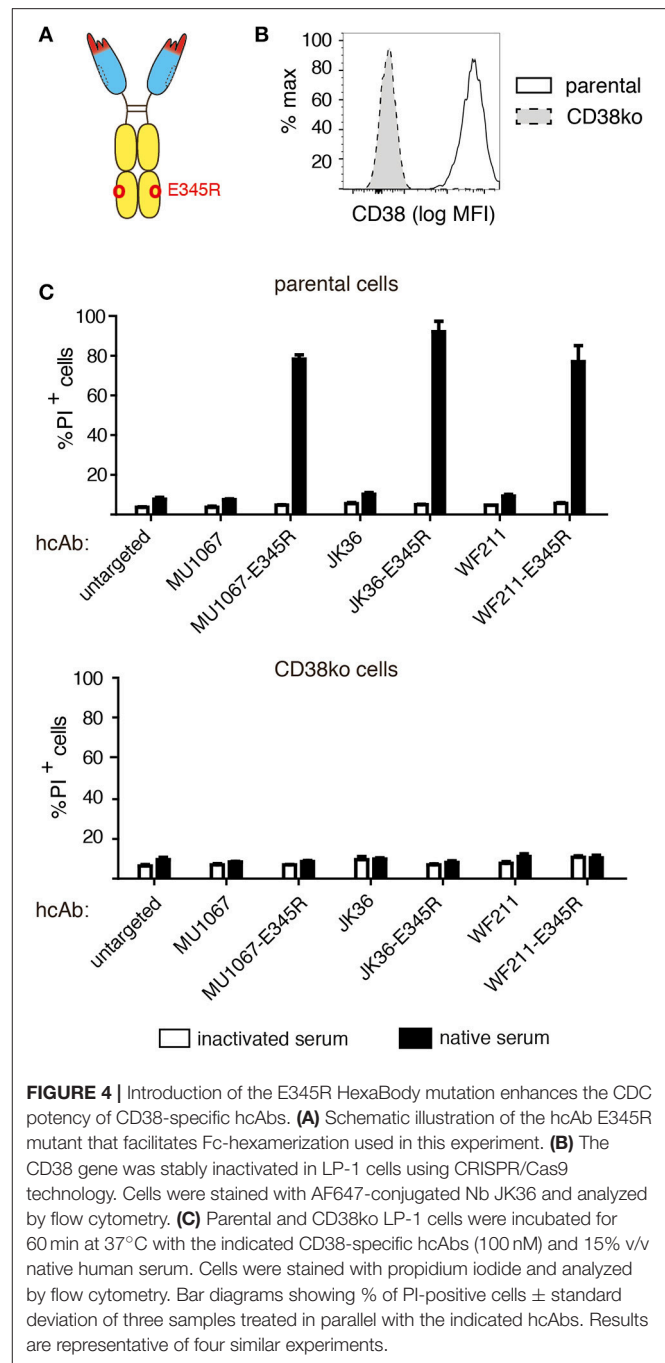 A
E345R
B
% max
100
80
60
40
20
CD38 (log MFI)
parental
CD38ko
C
parental cells
%PI + cells
100
80
60
40
20
hcAb:
untargeted
MU1067
MU1067-E345R
JK36
JK36-E345R
WF211
WF211-E345R
CD38ko cells
%PI + cells
100
80
60
40
20
hcAb:
untargeted
MU1067
MU1067-E345R
JK36
JK36-E345R
WF211
WF211-E345R
inactivated serum
native serum
FIGURE 4 | Introduction of the E345R HexaBody mutation enhances the CDC
potency of CD38-specific hcAbs. (A) Schematic illustration of the hcAb E345R
mutant that facilitates Fc-hexamerization used in this experiment. (B) The
CD38 gene was stably inactivated in LP-1 cells using CRISPR/Cas9
technology. Cells were stained with AF647-conjugated Nb JK36 and analyzed
by flow cytometry. (C) Parental and CD38ko LP-1 cells were incubated for
60 min at 37°C with the indicated CD38-specific hcAbs (100 nM) and 15% v/v
native human serum. Cells were stained with propidium iodide and analyzed
by flow cytometry. Bar diagrams showing % of PI-positive cells ± standard
deviation of three samples treated in parallel with the indicated hcAbs. Results
are representative of four similar experiments.